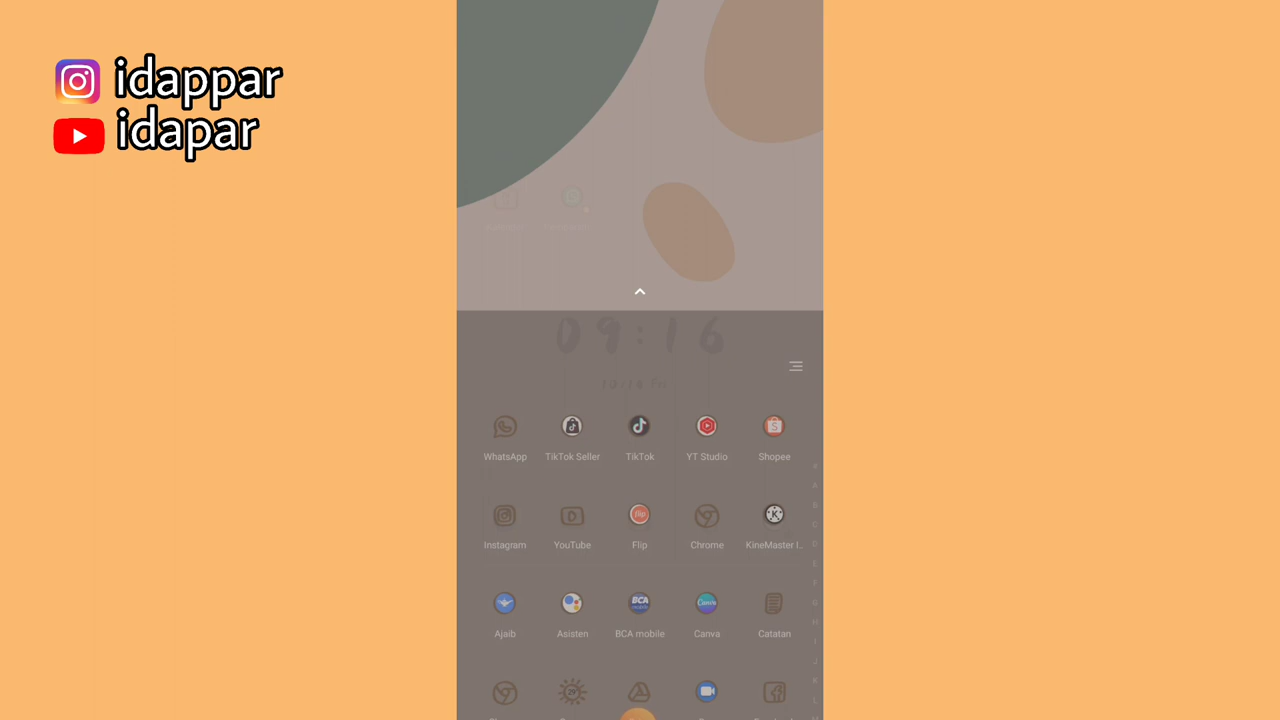 idappar
idapar
09:16
WhatsApp TikTok Seller TikTok YT Studio Shopee
Instagram YouTube Flip Chrome KineMaster I..
Ajaib Asisten BCA mobile Canva Catatan